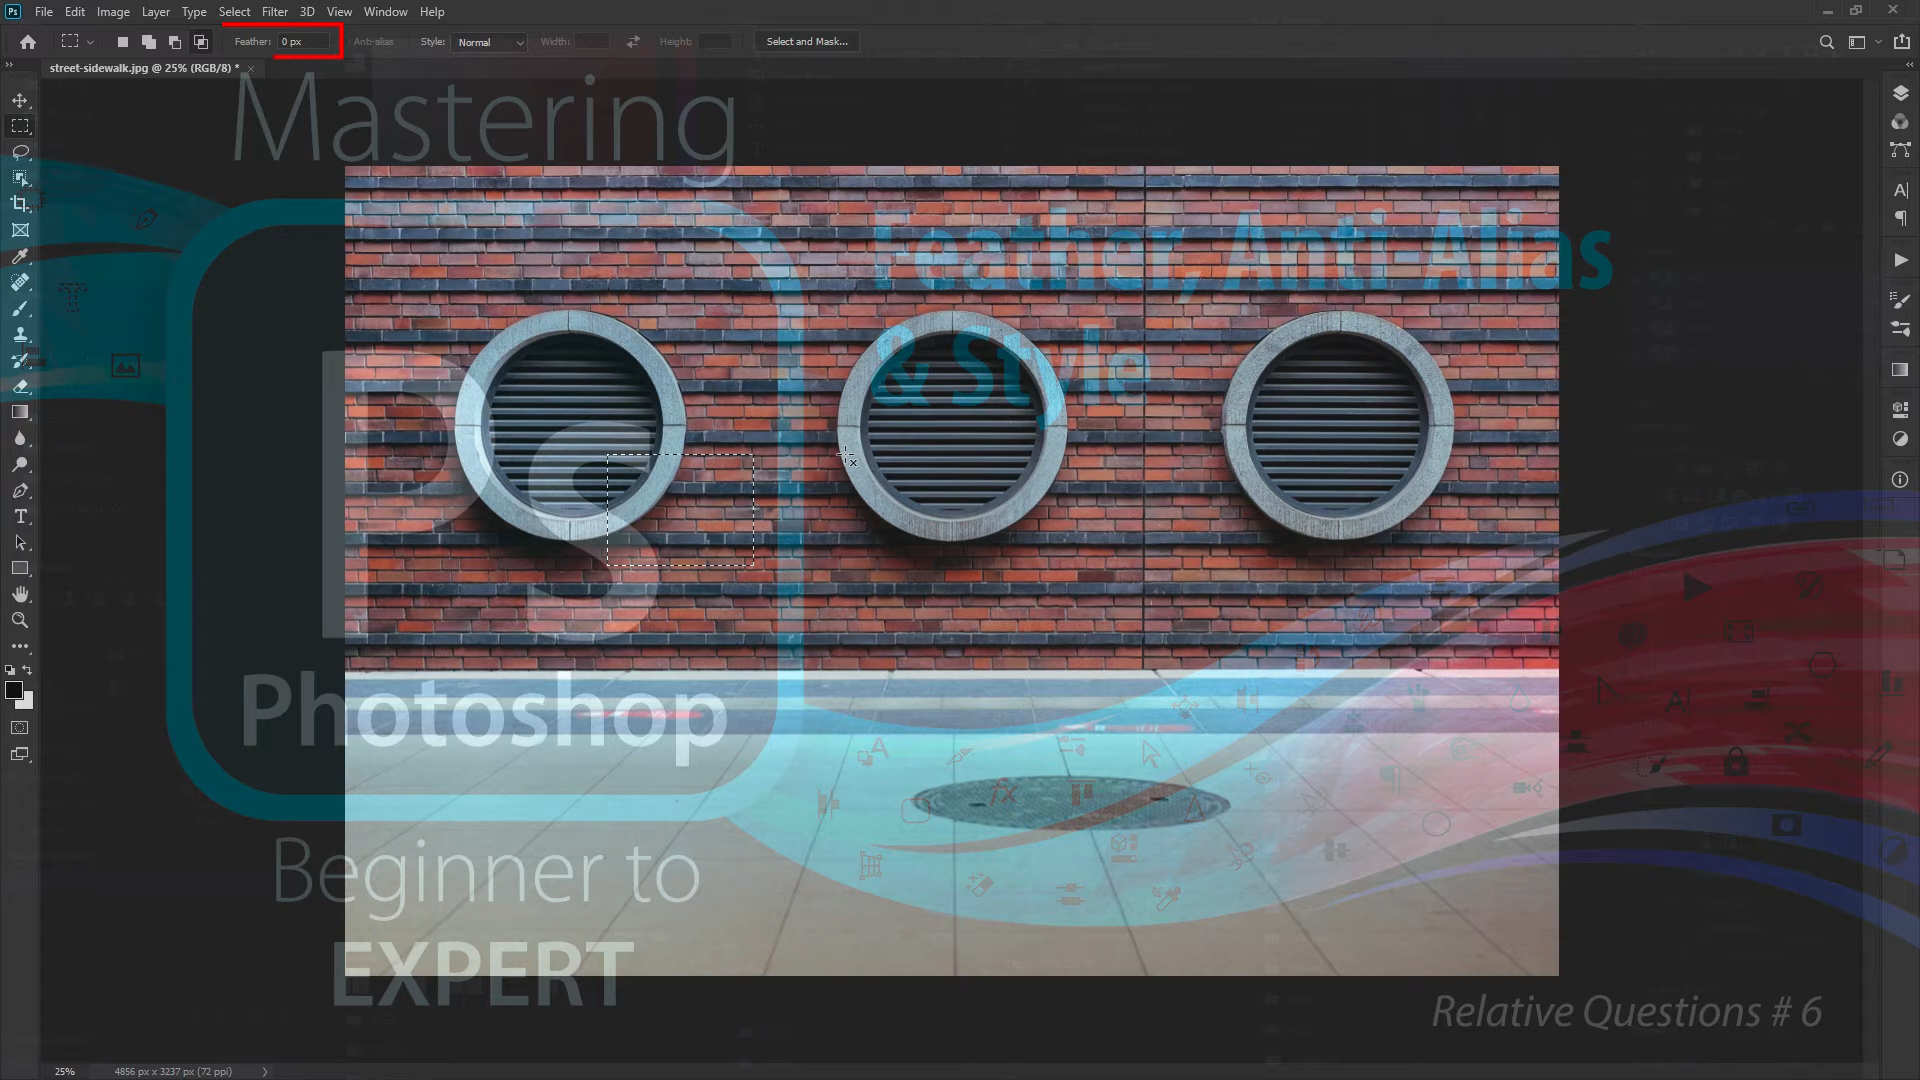 Ps File Edit Image Layer Type Select Filter 3D View Window Help
Feather: 0 px Anti-alias Style: Normal Width: Height: Select and Mask...
street-sidewalk.jpg @ 25% (RGB/8) *
Mastering
Feather, Anti-Alias
& Style
Ps
Photoshop
Beginner to
EXPERT
Relative Questions # 6
25% 4856 px x 3237 px (72 ppi)